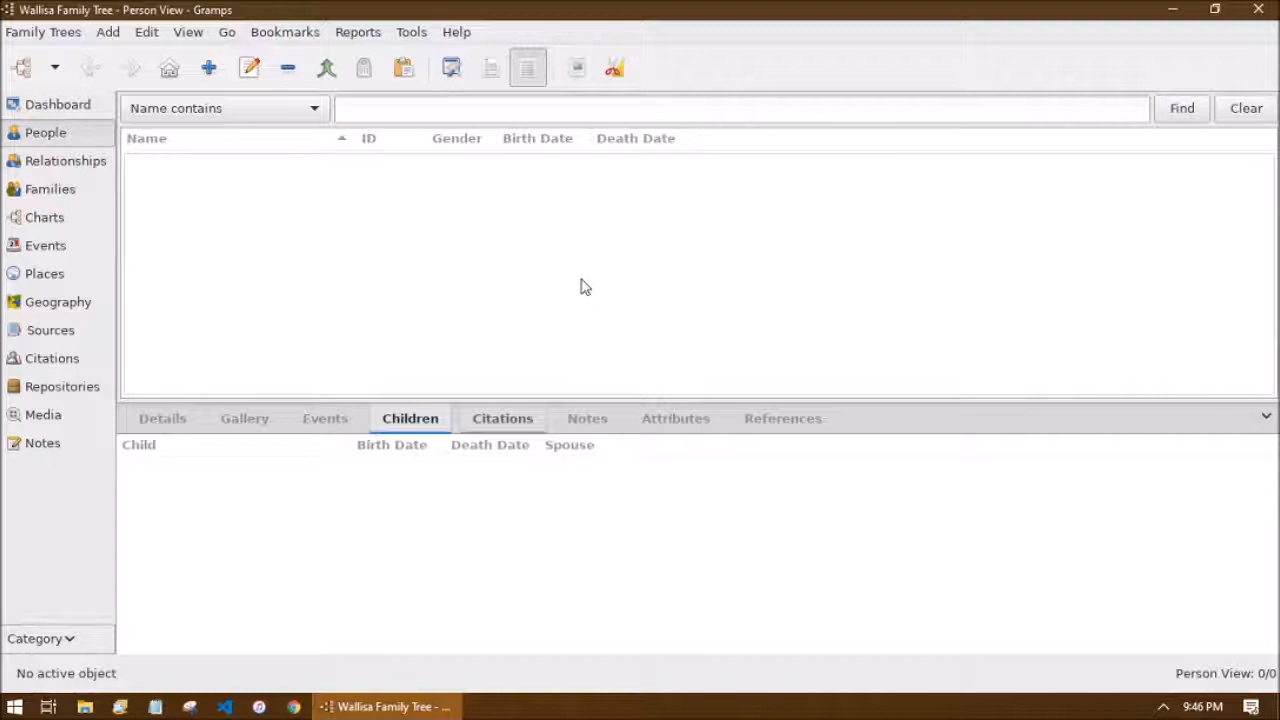 Wallisa Family Tree - Person View - Gramps
Family Trees Add Edit View Go Bookmarks Reports Tools Help
Dashboard
People
Relationships
Families
Charts
Events
Places
Geography
Sources
Citations
Repositories
Media
Notes
Category
Name contains Find Clear
Name ID Gender Birth Date Death Date
Details Gallery Events Children Citations Notes Attributes References
Child Birth Date Death Date Spouse
No active object Person View: 0/0
Wallisa Family Tree - ... 9:46 PM